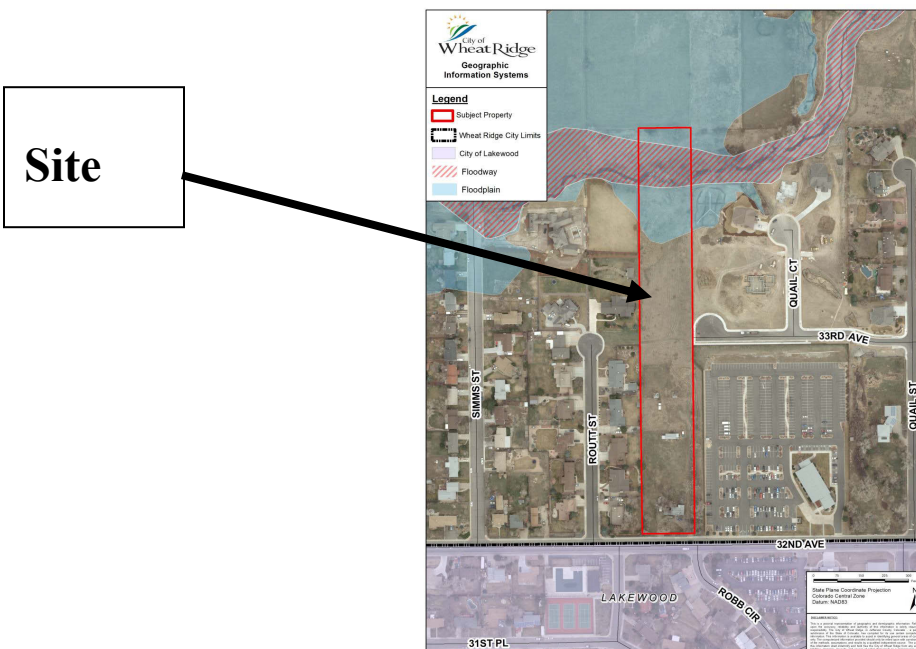 Site
City of
Wheat Ridge
Geographic
Information Systems
Legend
Subject Property
Wheat Ridge City Limits
City of Lakewood
Floodway
Floodplain
SIMMS ST
ROUTT ST
QUAIL CT
33RD AVE
QUAIL ST
32ND AVE
LAKEWOOD
ROBB CIR
31ST PL
State Plane Coordinate Projection
Colorado Central Zone
Datum: NAD83
N